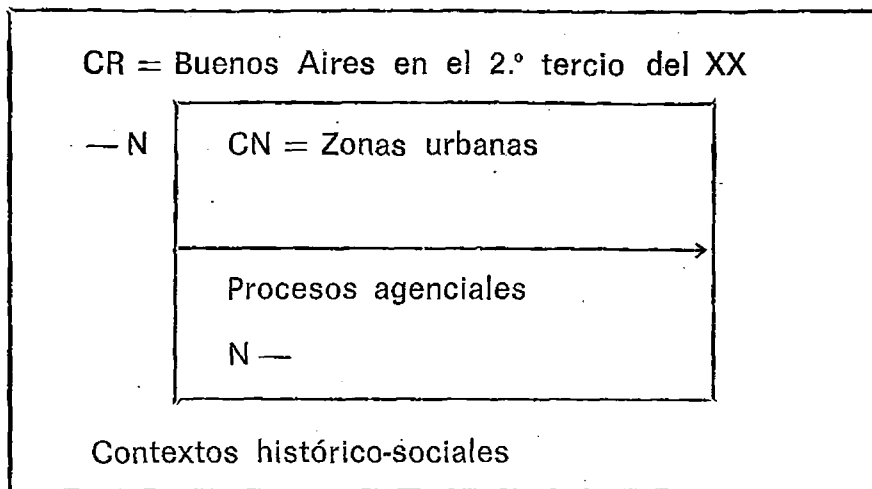 CR = Buenos Aires en el 2.º tercio del XX
— N
CN = Zonas urbanas
Procesos agenciales
N —
Contextos histórico-sociales